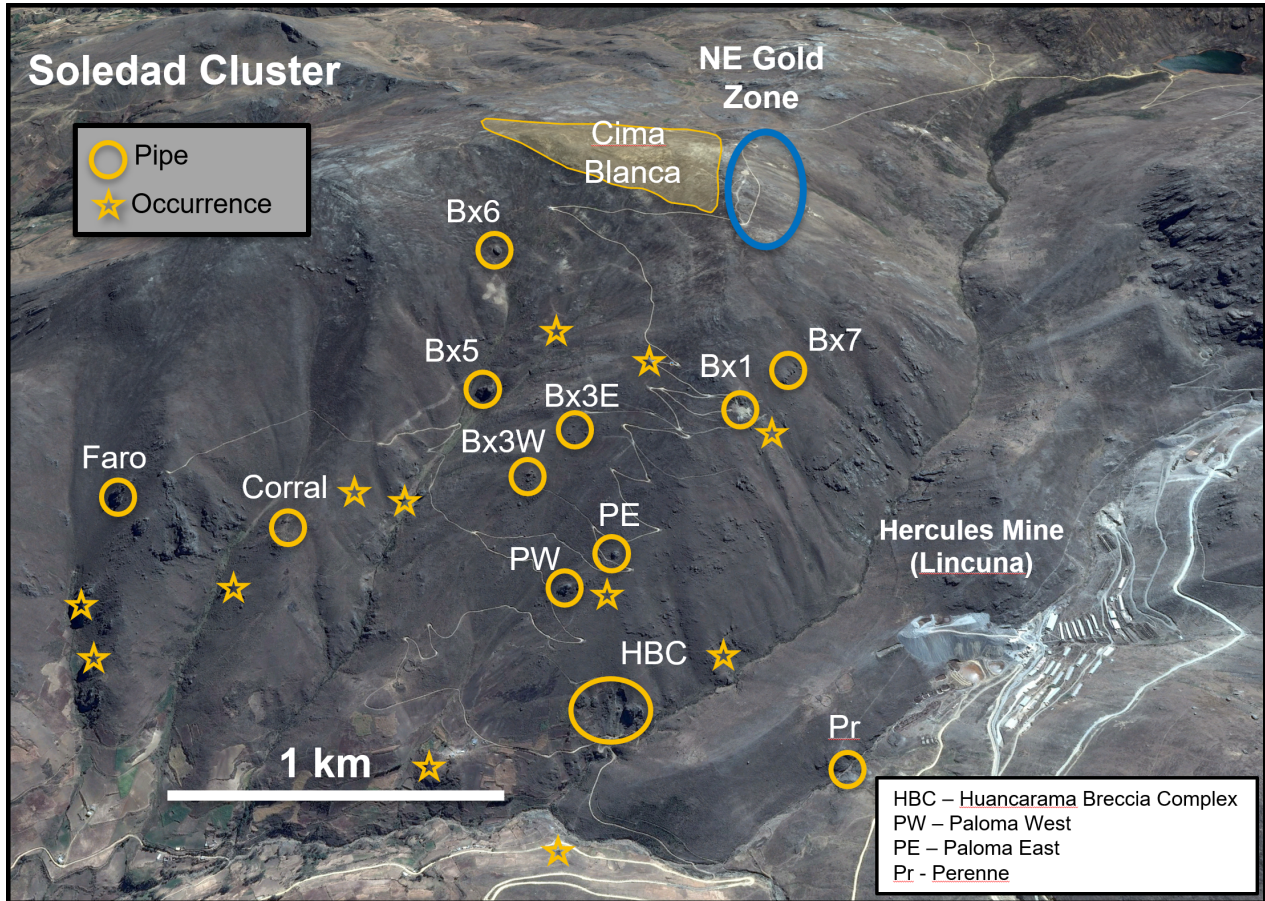 Soledad Cluster
NE Gold
Zone
Pipe
Occurrence
Cima
Blanca
Bx6
Bx5
Bx7
Bx1
Bx3E
Bx3W
Faro
Corral
PE
PW
Hercules Mine
(Lincuna)
HBC
Pr
1 km
HBC – Huancarama Breccia Complex
PW – Paloma West
PE – Paloma East
Pr - Perenne